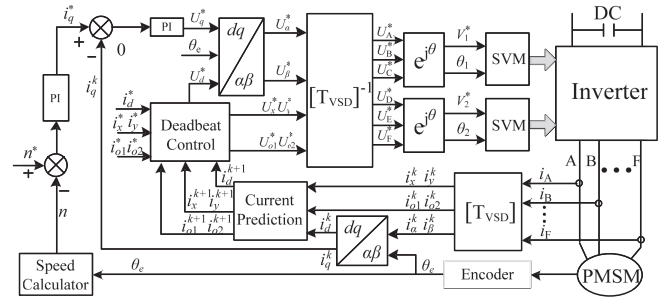 i_q^*
+
−
0
i_q^k
PI
U_q^*
θ_e
U_d^*
dq
αβ
U_α^*
U_β^*
[T_VSD]^-1
U_A^*
U_B^*
U_C^*
U_D^*
U_E^*
U_F^*
e^jθ
e^jθ
V_1^*
θ_1
V_2^*
θ_2
SVM
SVM
DC
Inverter
A B F
PI
n^*
+
−
n
i_d^*
i_x^* i_y^*
i_o1^* i_o2^*
Deadbeat
Control
U_x^* U_y^*
U_o1^* U_o2^*
i_d^k+1
i_x^k+1 i_y^k+1
i_o1^k+1 i_o2^k+1
Current
Prediction
i_x^k i_y^k
i_o1^k i_o2^k
i_d^k
i_α^k i_β^k
i_q^k
dq
αβ
[T_VSD]
i_A
i_B
i_F
Speed
Calculator
θ_e
θ_e
Encoder
PMSM